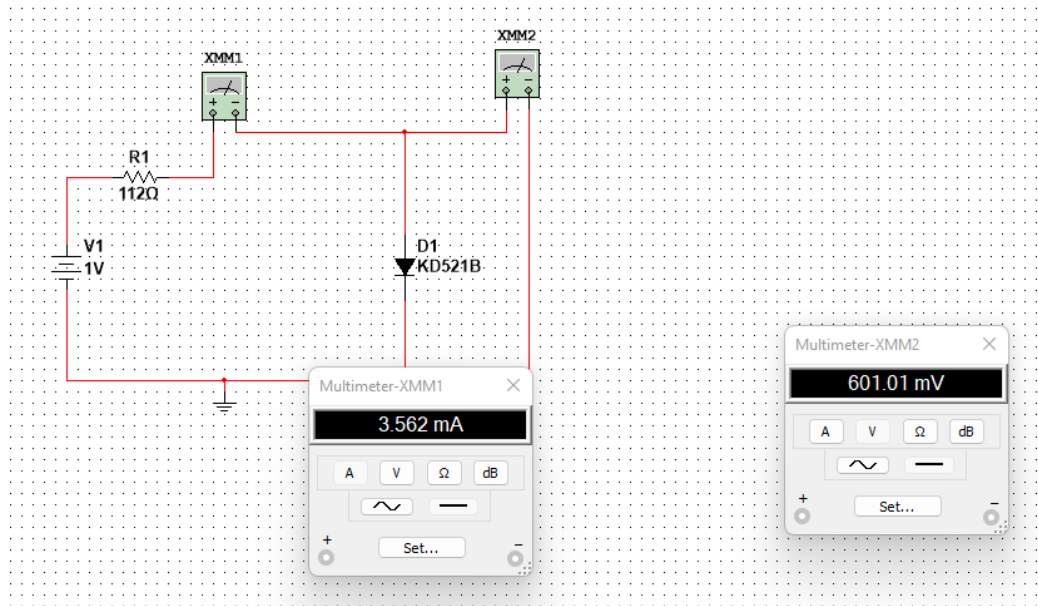 XMM2
XMM1
+ −
+ −
R1
112Ω
V1
1V
D1
KD521B
Multimeter-XMM1
3.562 mA
A V Ω dB
+ Set... −
Multimeter-XMM2
601.01 mV
A V Ω dB
+ Set... −